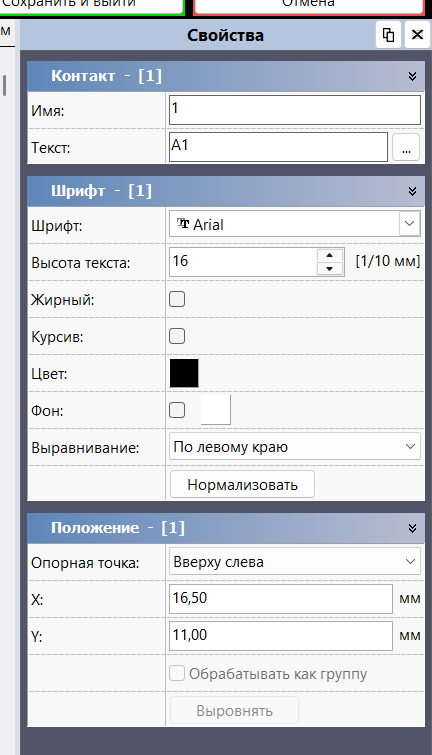 Сохранить и выйти
Отмена
м
Свойства
Контакт - [1]
Имя: 1
Текст: A1 ...
Шрифт - [1]
Шрифт: Arial
Высота текста: 16 [1/10 мм]
Жирный:
Курсив:
Цвет:
Фон:
Выравнивание: По левому краю
Нормализовать
Положение - [1]
Опорная точка: Вверху слева
X: 16,50 мм
Y: 11,00 мм
Обрабатывать как группу
Выровнять